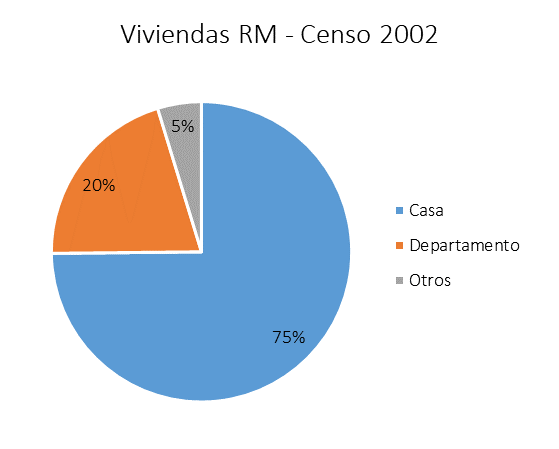 Viviendas RM - Censo 2002
5%
20%
Casa
Departamento
Otros
75%